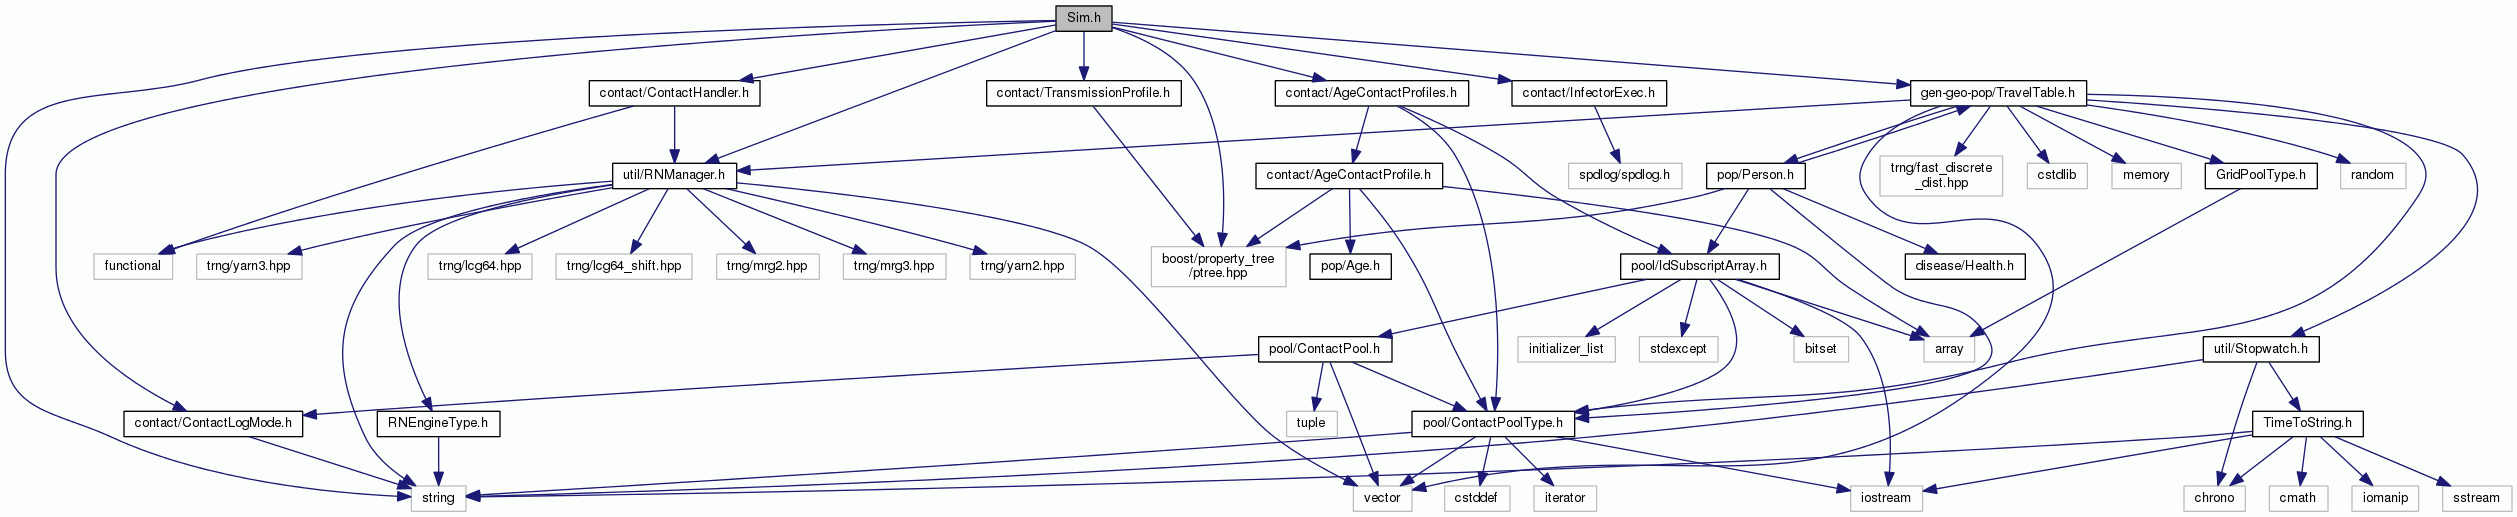 Sim.h
contact/ContactHandler.h
contact/TransmissionProfile.h
contact/AgeContactProfiles.h
contact/InfectorExec.h
gen-geo-pop/TravelTable.h
util/RNManager.h
contact/AgeContactProfile.h
spdlog/spdlog.h
pop/Person.h
trng/fast_discrete
_dist.hpp
cstdlib
memory
GridPoolType.h
random
functional
trng/yarn3.hpp
trng/lcg64.hpp
trng/lcg64_shift.hpp
trng/mrg2.hpp
trng/mrg3.hpp
trng/yarn2.hpp
boost/property_tree
/ptree.hpp
pop/Age.h
pool/IdSubscriptArray.h
disease/Health.h
pool/ContactPool.h
initializer_list
stdexcept
bitset
array
util/Stopwatch.h
contact/ContactLogMode.h
RNEngineType.h
tuple
pool/ContactPoolType.h
TimeToString.h
string
vector
cstddef
iterator
iostream
chrono
cmath
iomanip
sstream